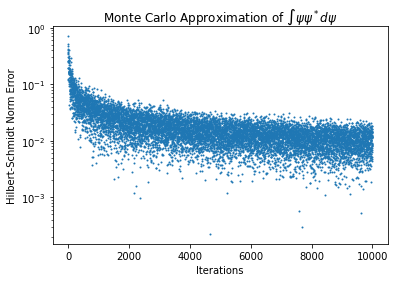 Monte Carlo Approximation of ∫ψψ*dψ
10⁰
10⁻¹
10⁻²
10⁻³
Hilbert-Schmidt Norm Error
0 2000 4000 6000 8000 10000
Iterations